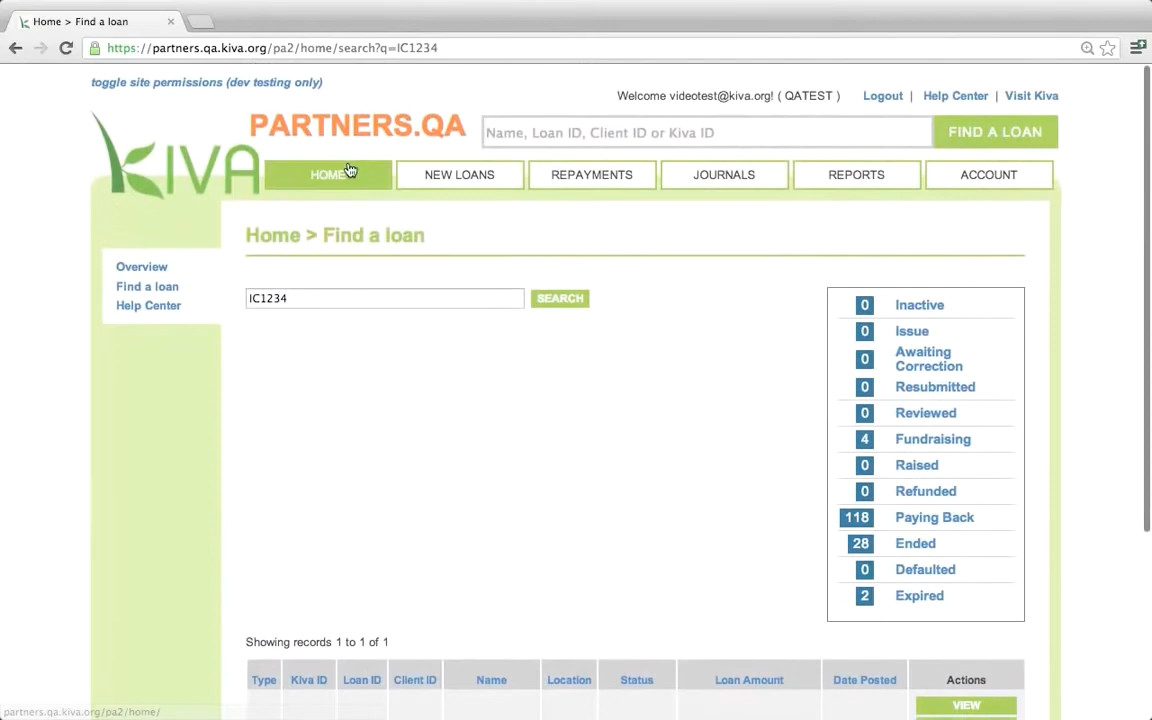 Home > Find a loan
https://partners.qa.kiva.org/pa2/home/search?q=IC1234
toggle site permissions (dev testing only)
Welcome videotest@kiva.org! ( QATEST ) Logout | Help Center | Visit Kiva
KIVA
PARTNERS.QA
Name, Loan ID, Client ID or Kiva ID
FIND A LOAN
HOME
NEW LOANS
REPAYMENTS
JOURNALS
REPORTS
ACCOUNT
Home > Find a loan
Overview
Find a loan
Help Center
IC1234
SEARCH
0 Inactive
0 Issue
0 Awaiting
Correction
0 Resubmitted
0 Reviewed
4 Fundraising
0 Raised
0 Refunded
118 Paying Back
28 Ended
0 Defaulted
2 Expired
Showing records 1 to 1 of 1
Type Kiva ID Loan ID Client ID Name Location Status Loan Amount Date Posted Actions
VIEW
partners.qa.kiva.org/pa2/home/